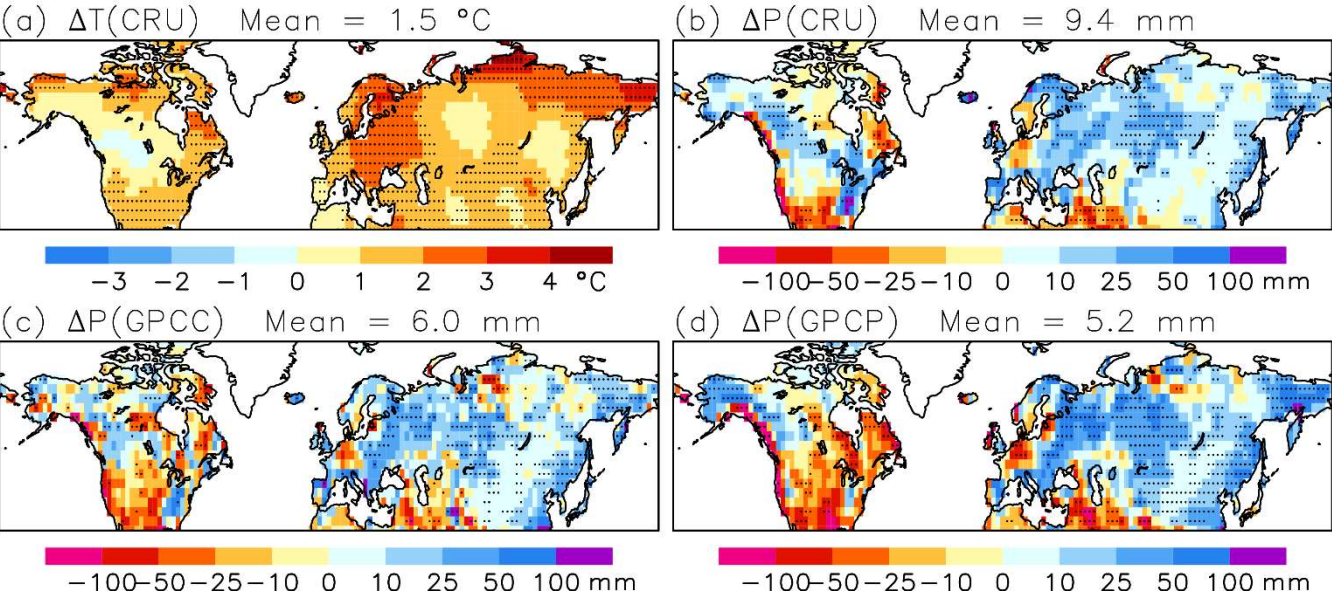 (a) ΔT(CRU) Mean = 1.5 °C
(b) ΔP(CRU) Mean = 9.4 mm
−3 −2 −1 0 1 2 3 4 °C
−100 −50 −25 −10 0 10 25 50 100 mm
(c) ΔP(GPCC) Mean = 6.0 mm
(d) ΔP(GPCP) Mean = 5.2 mm
−100 −50 −25 −10 0 10 25 50 100 mm
−100 −50 −25 −10 0 10 25 50 100 mm